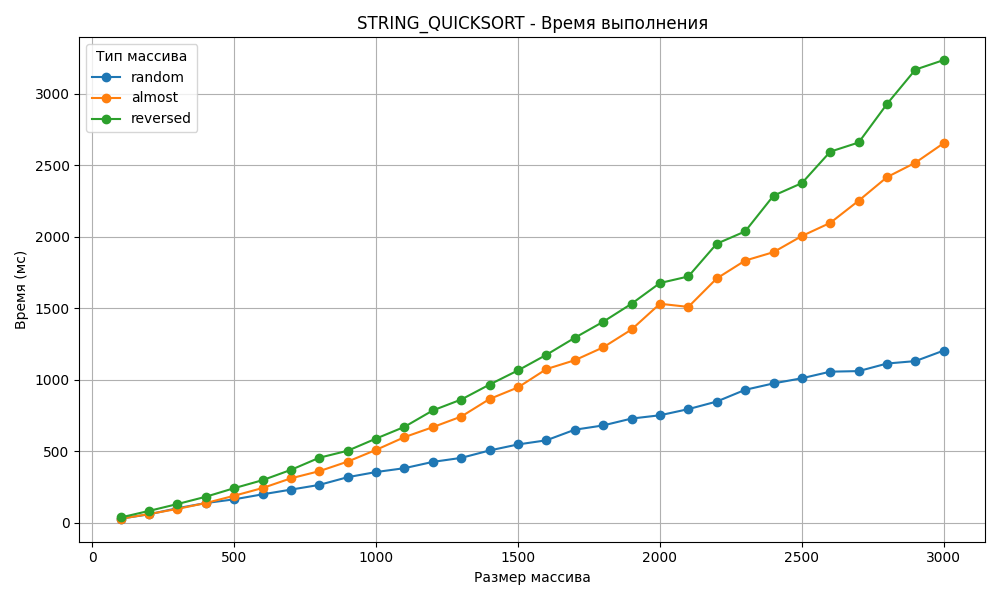 STRING_QUICKSORT - Время выполнения
Тип массива
random
almost
reversed
Время (мс)
3000
2500
2000
1500
1000
500
0
0
500
1000
1500
2000
2500
3000
Размер массива